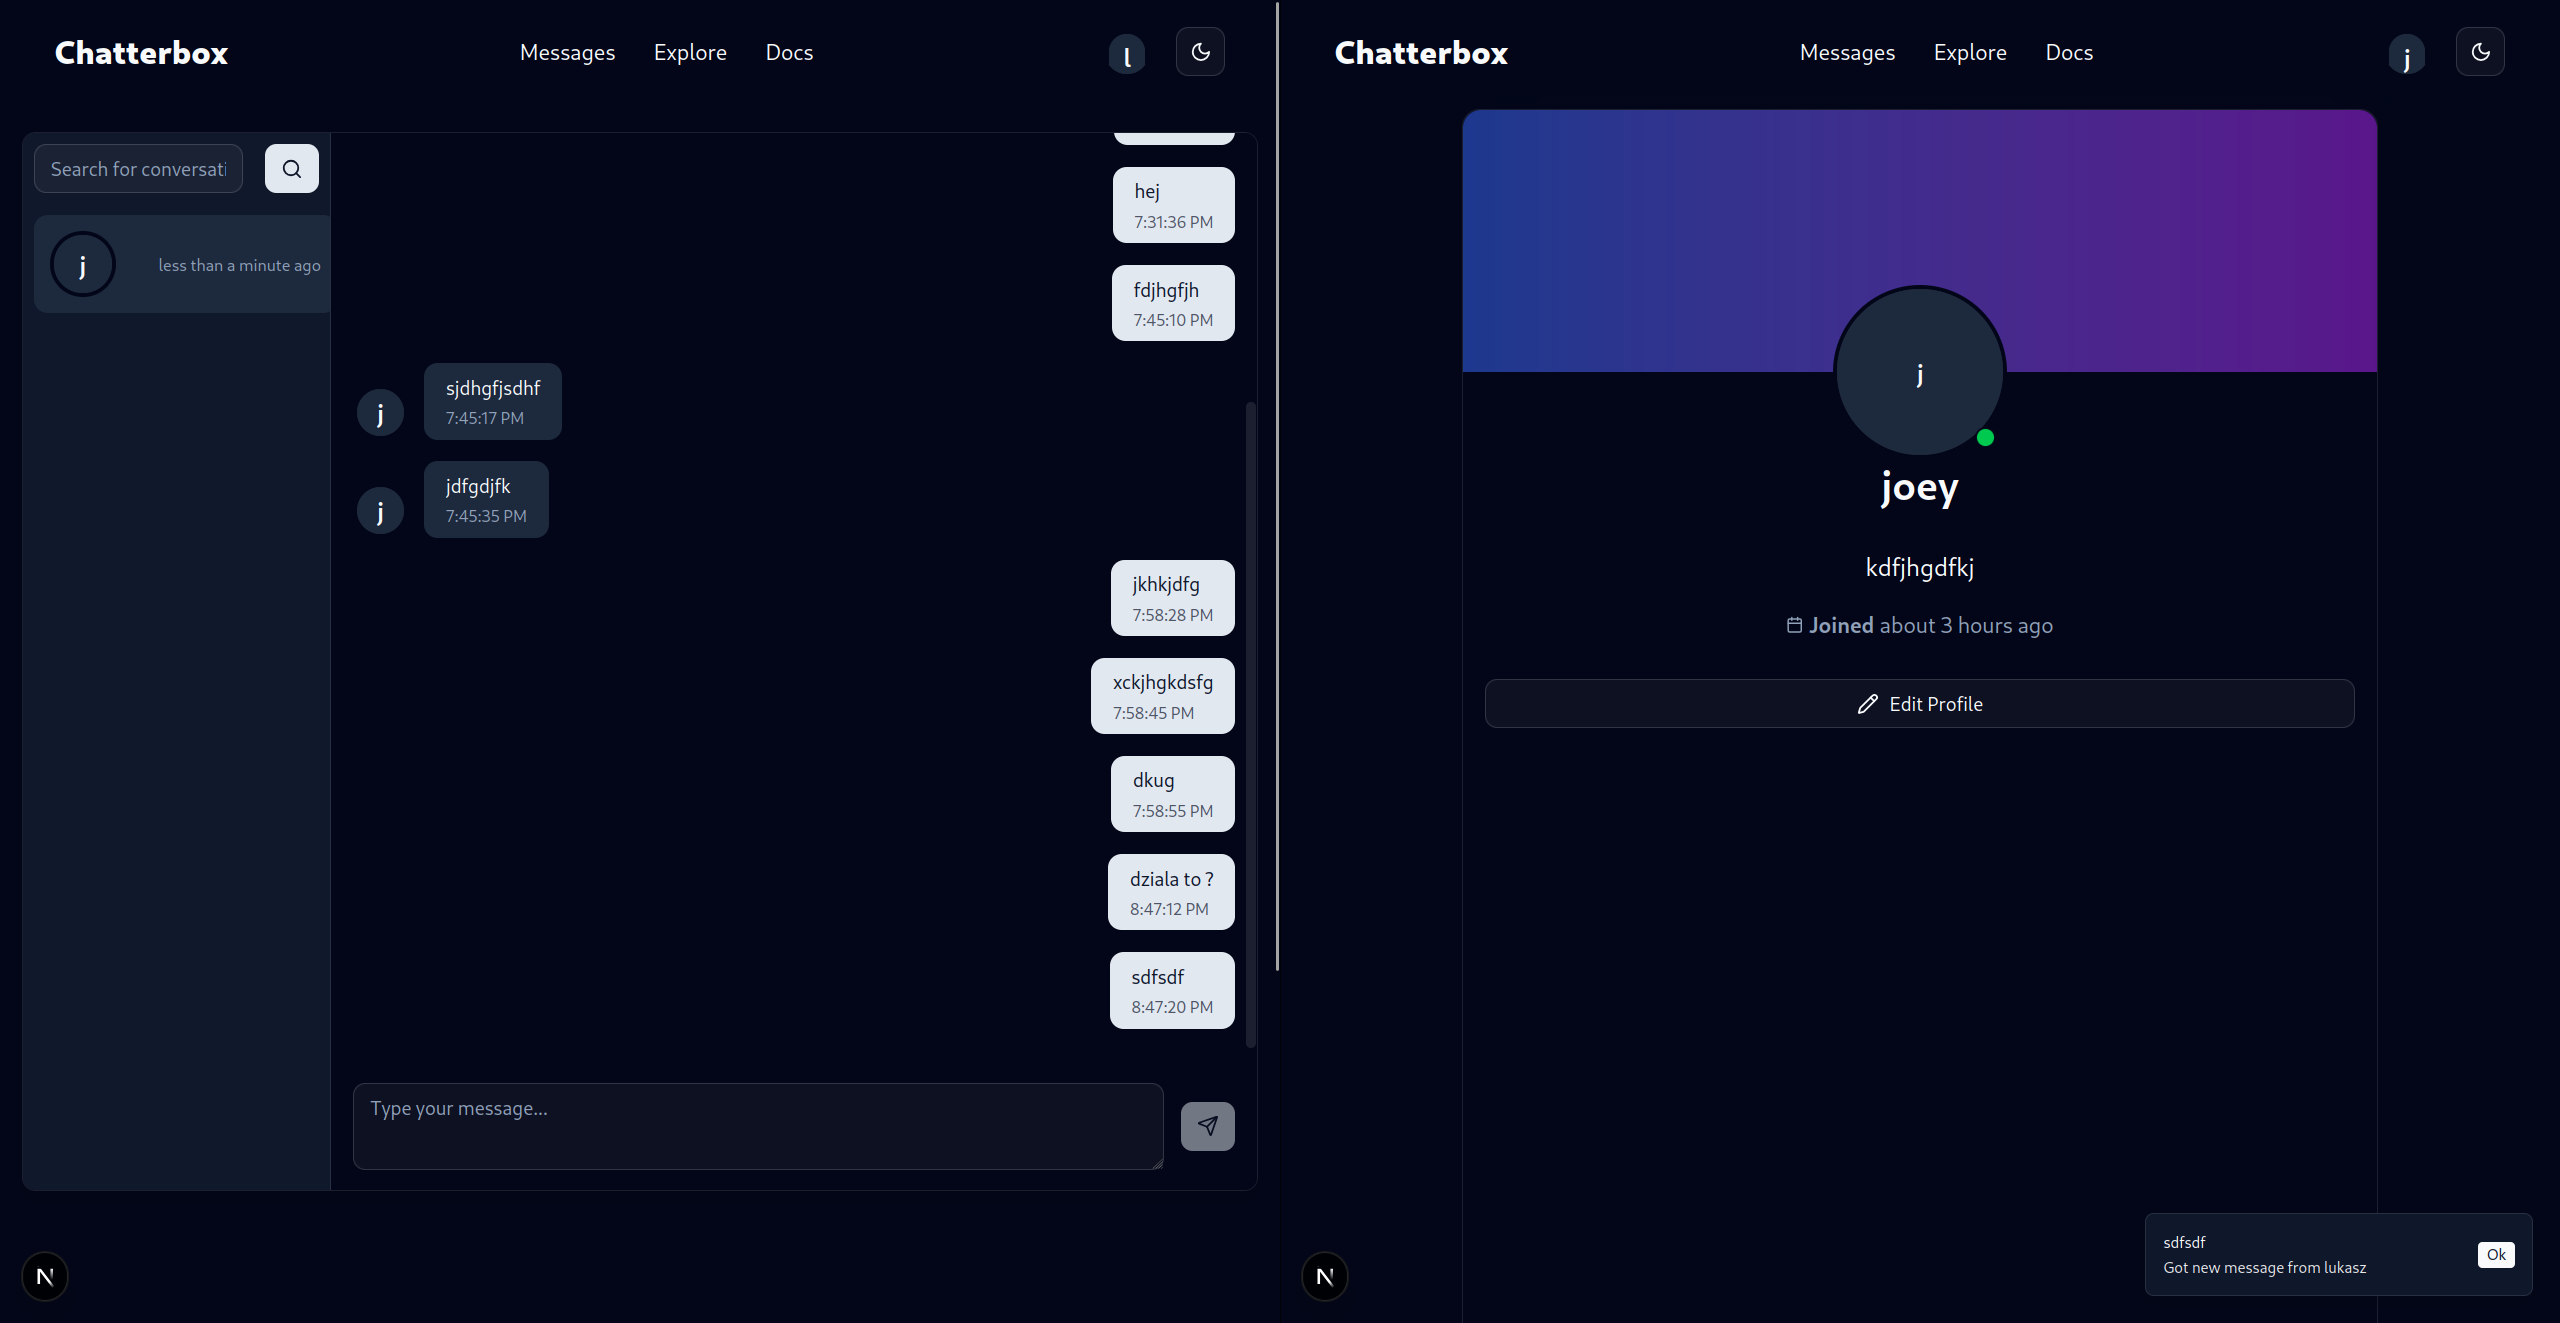 Chatterbox
Messages Explore Docs
l
Search for conversati
j
less than a minute ago
hej
7:31:36 PM
fdjhgfjh
7:45:10 PM
j
sjdhgfjsdhf
7:45:17 PM
j
jdfgdjfk
7:45:35 PM
jkhkjdfg
7:58:28 PM
xckjhgkdsfg
7:58:45 PM
dkug
7:58:55 PM
dziala to ?
8:47:12 PM
sdfsdf
8:47:20 PM
Type your message...
N
Chatterbox
Messages Explore Docs
j
j
joey
kdfjhgdfkj
Joined about 3 hours ago
Edit Profile
sdfsdf
Got new message from lukasz
Ok
N